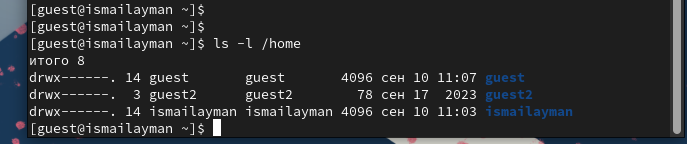 [guest@ismailayman ~]$
[guest@ismailayman ~]$
[guest@ismailayman ~]$ ls -l /home
итого 8
drwx------. 14 guest       guest       4096 сен 10 11:07 guest
drwx------.  3 guest2      guest2        78 сен 17  2023 guest2
drwx------. 14 ismailayman ismailayman 4096 сен 10 11:03 ismailayman
[guest@ismailayman ~]$